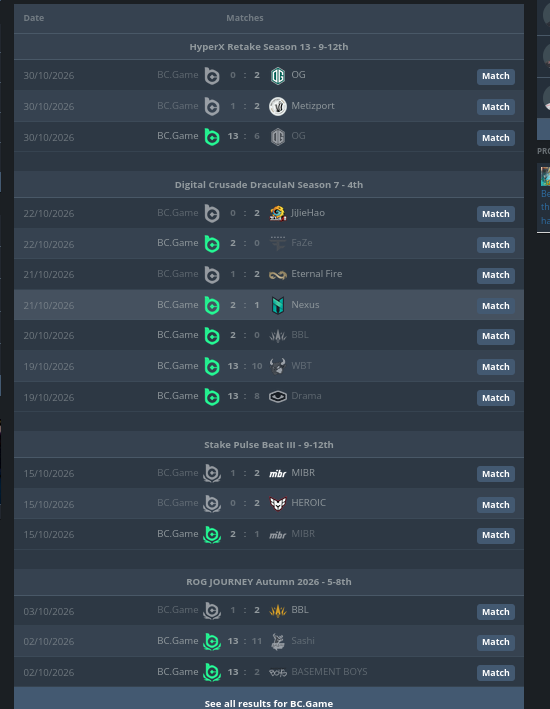 Date Matches
HyperX Retake Season 13 - 9-12th
30/10/2026 BC.Game 0 : 2 OG Match
30/10/2026 BC.Game 1 : 2 Metizport Match
30/10/2026 BC.Game 13 : 6 OG Match
Digital Crusade DraculaN Season 7 - 4th
22/10/2026 BC.Game 0 : 2 JiJieHao Match
22/10/2026 BC.Game 2 : 0 FaZe Match
21/10/2026 BC.Game 1 : 2 Eternal Fire Match
21/10/2026 BC.Game 2 : 1 Nexus Match
20/10/2026 BC.Game 2 : 0 BBL Match
19/10/2026 BC.Game 13 : 10 WBT Match
19/10/2026 BC.Game 13 : 8 Drama Match
Stake Pulse Beat III - 9-12th
15/10/2026 BC.Game 1 : 2 mibr MIBR Match
15/10/2026 BC.Game 0 : 2 HEROIC Match
15/10/2026 BC.Game 2 : 1 mibr MIBR Match
ROG JOURNEY Autumn 2026 - 5-8th
03/10/2026 BC.Game 1 : 2 BBL Match
02/10/2026 BC.Game 13 : 11 Sashi Match
02/10/2026 BC.Game 13 : 2 BASEMENT BOYS Match
See all results for BC.Game